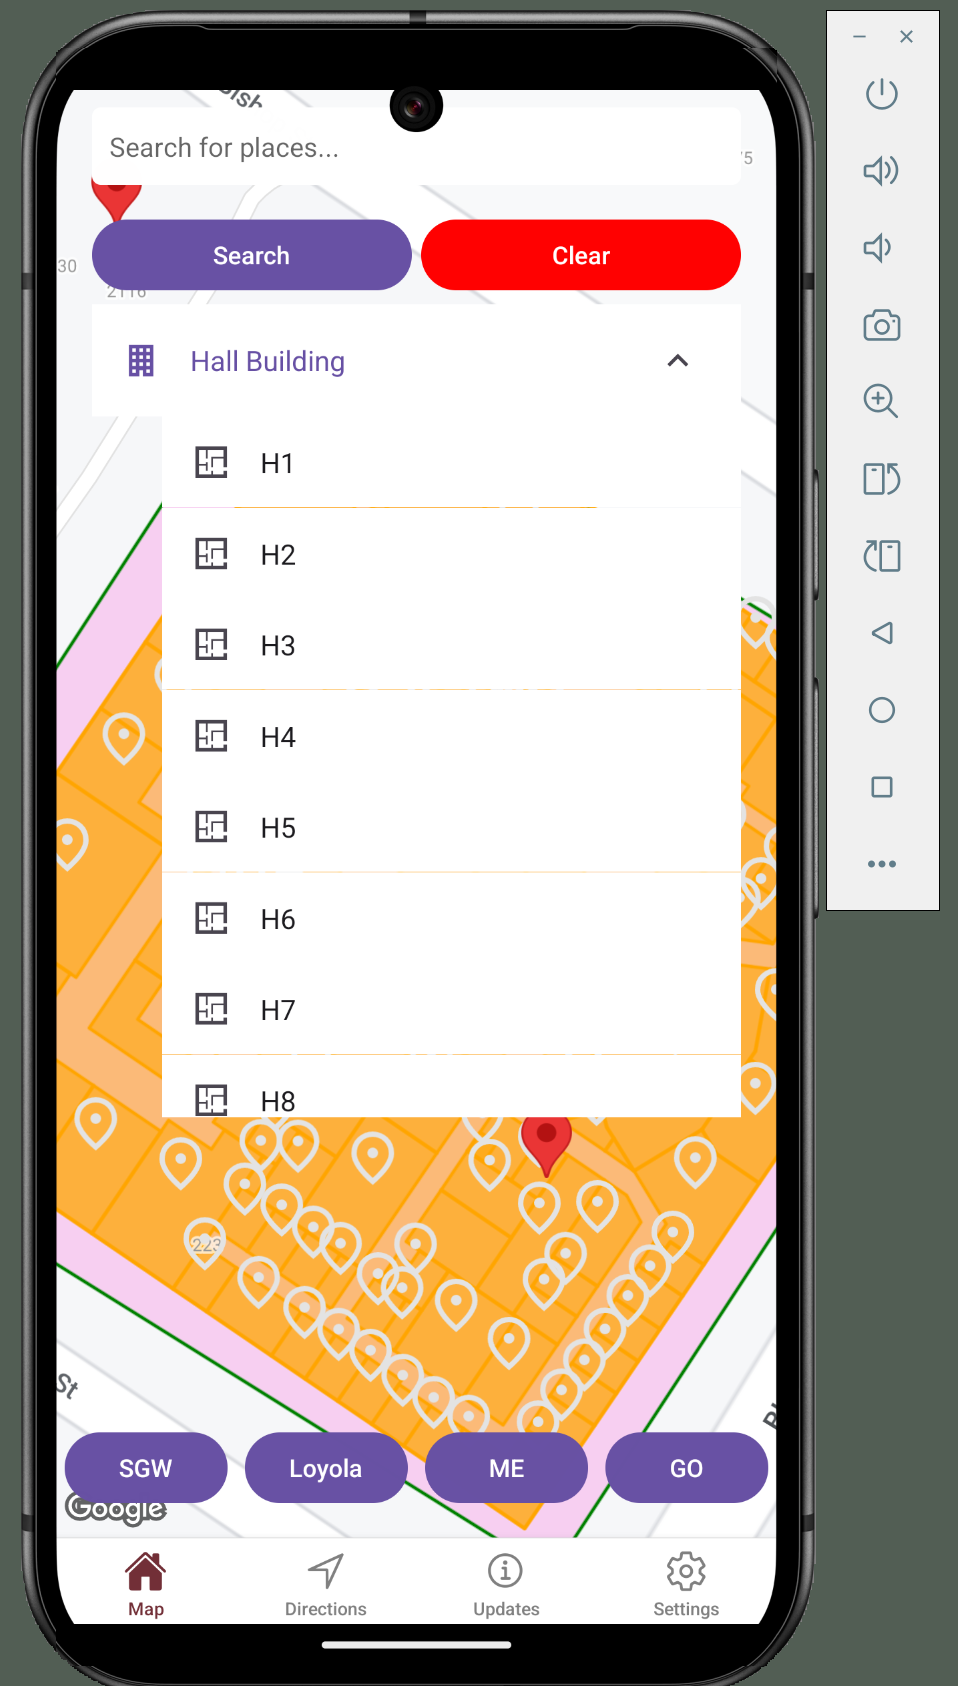 Search for places...
Search
Clear
30
2116
Hall Building
H1
H2
H3
H4
H5
H6
H7
H8
223
St
SGW
Loyola
ME
GO
Google
Map
Directions
Updates
Settings